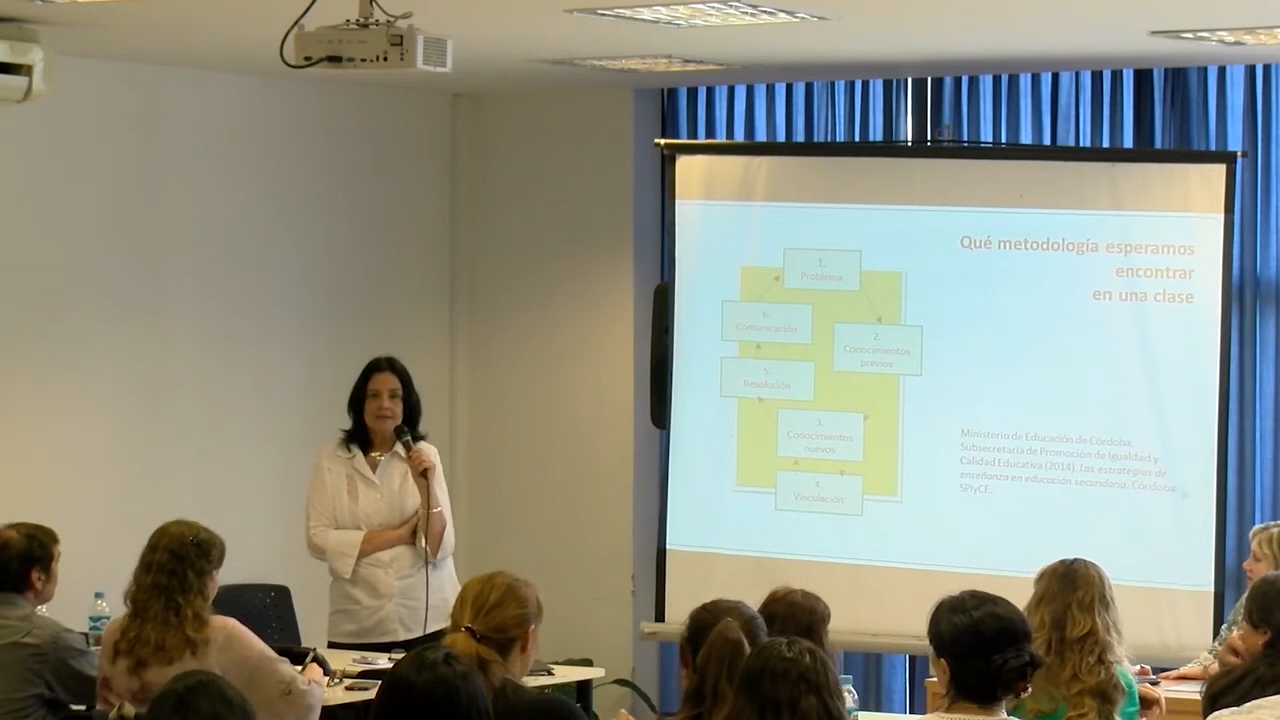 Qué metodología esperamos
encontrar
en una clase
1.
Problema
2.
Conocimientos
previos
3.
Conocimientos
nuevos
4.
Vinculación
5.
Resolución
6.
Comunicación
Ministerio de Educación de Córdoba.
Subsecretaría de Promoción de Igualdad y
Calidad Educativa (2014). Las estrategias de
enseñanza en educación secundaria. Córdoba:
SPIyCE.